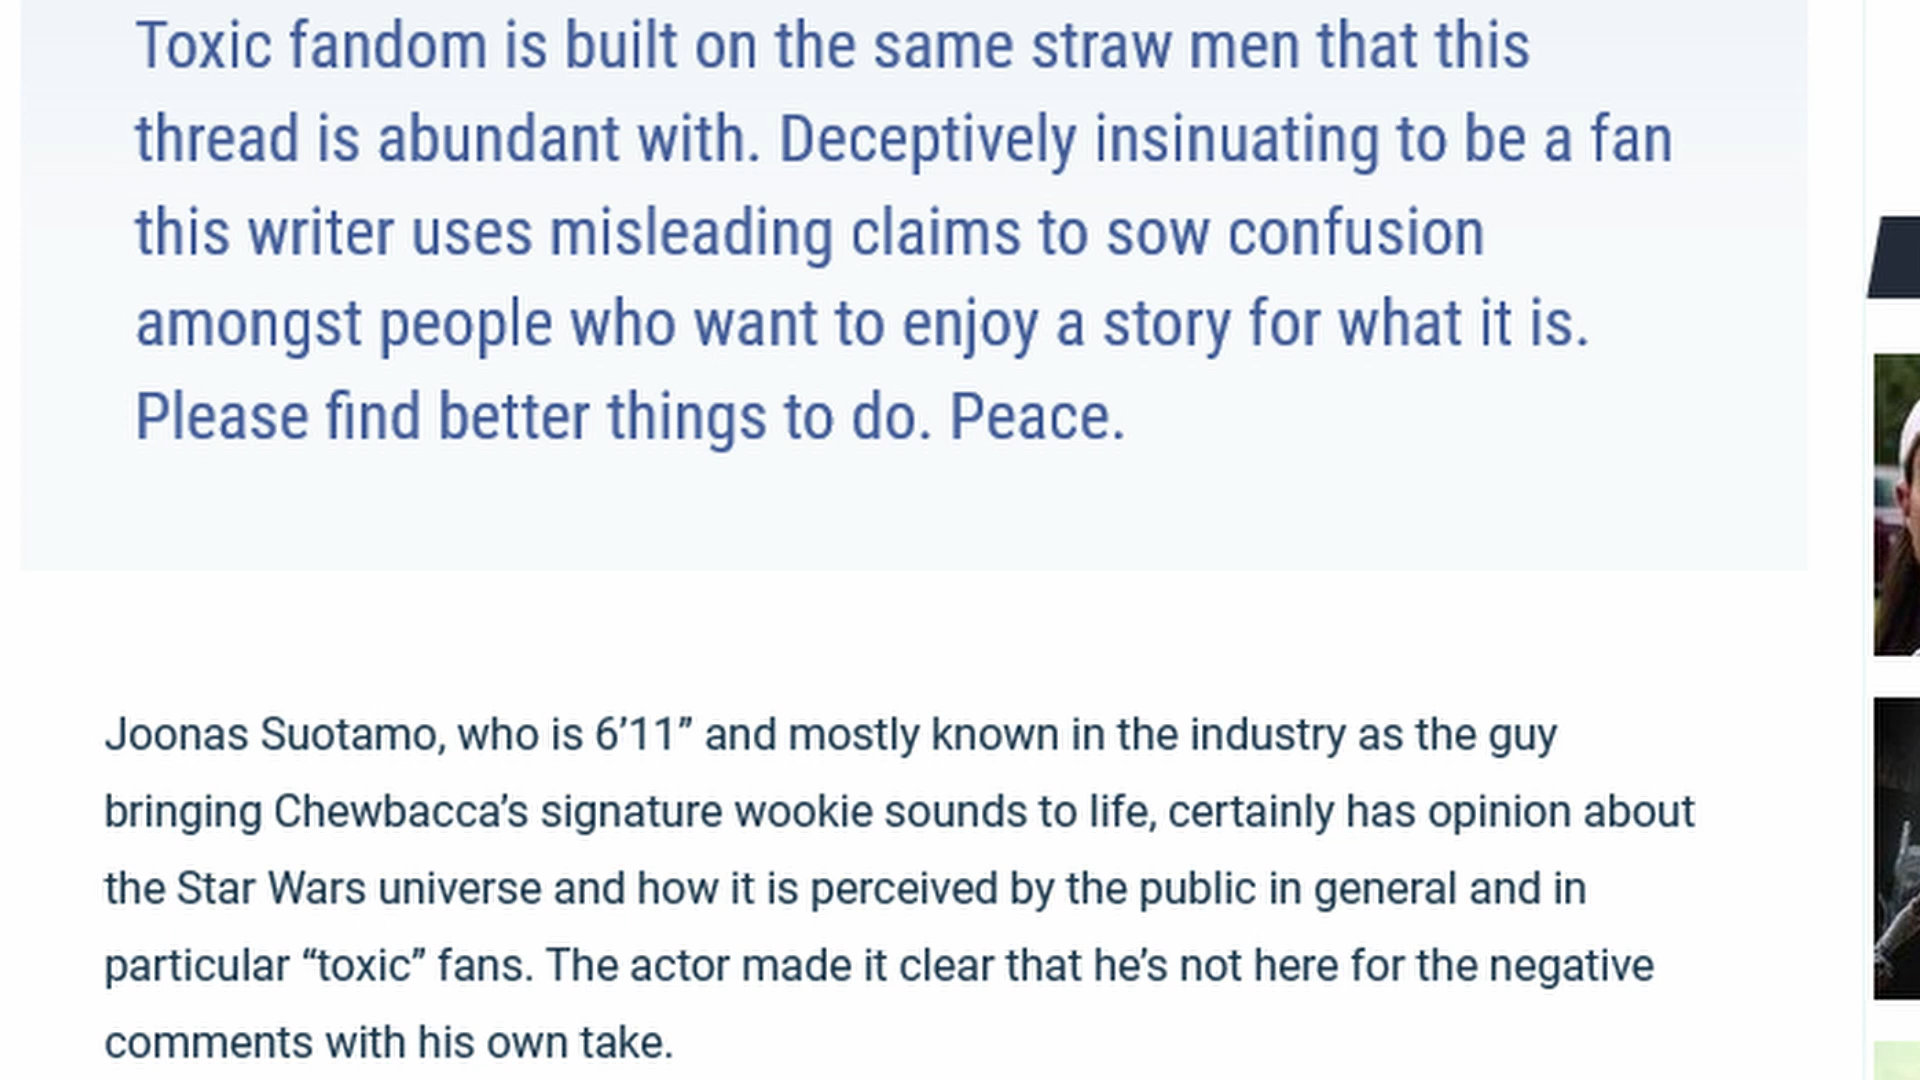 Toxic fandom is built on the same straw men that this
thread is abundant with. Deceptively insinuating to be a fan
this writer uses misleading claims to sow confusion
amongst people who want to enjoy a story for what it is.
Please find better things to do. Peace.
Joonas Suotamo, who is 6’11” and mostly known in the industry as the guy
bringing Chewbacca’s signature wookie sounds to life, certainly has opinion about
the Star Wars universe and how it is perceived by the public in general and in
particular “toxic” fans. The actor made it clear that he’s not here for the negative
comments with his own take.